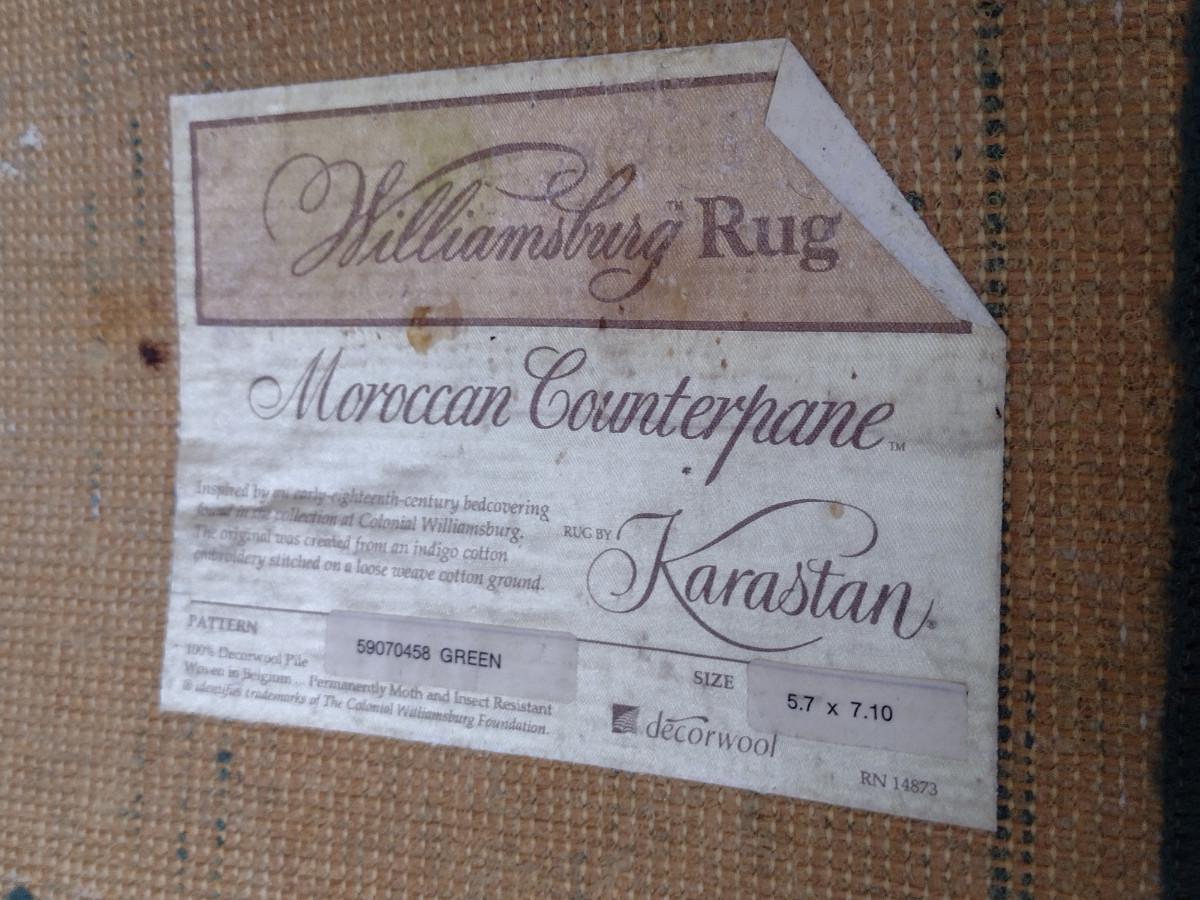 Williamsburg™ Rug
Moroccan Counterpane™
Inspired by an early-eighteenth-century bedcovering
found in the collection at Colonial Williamsburg.
The original was created from an indigo cotton
embroidery stitched on a loose weave cotton ground.
RUG BY Karastan®
PATTERN 59070458 GREEN
SIZE 5.7 x 7.10
100% Decorwool Pile
Woven in Belgium ... Permanently Moth and Insect Resistant
® identifies trademarks of The Colonial Williamsburg Foundation.
decorwool
RN 14873